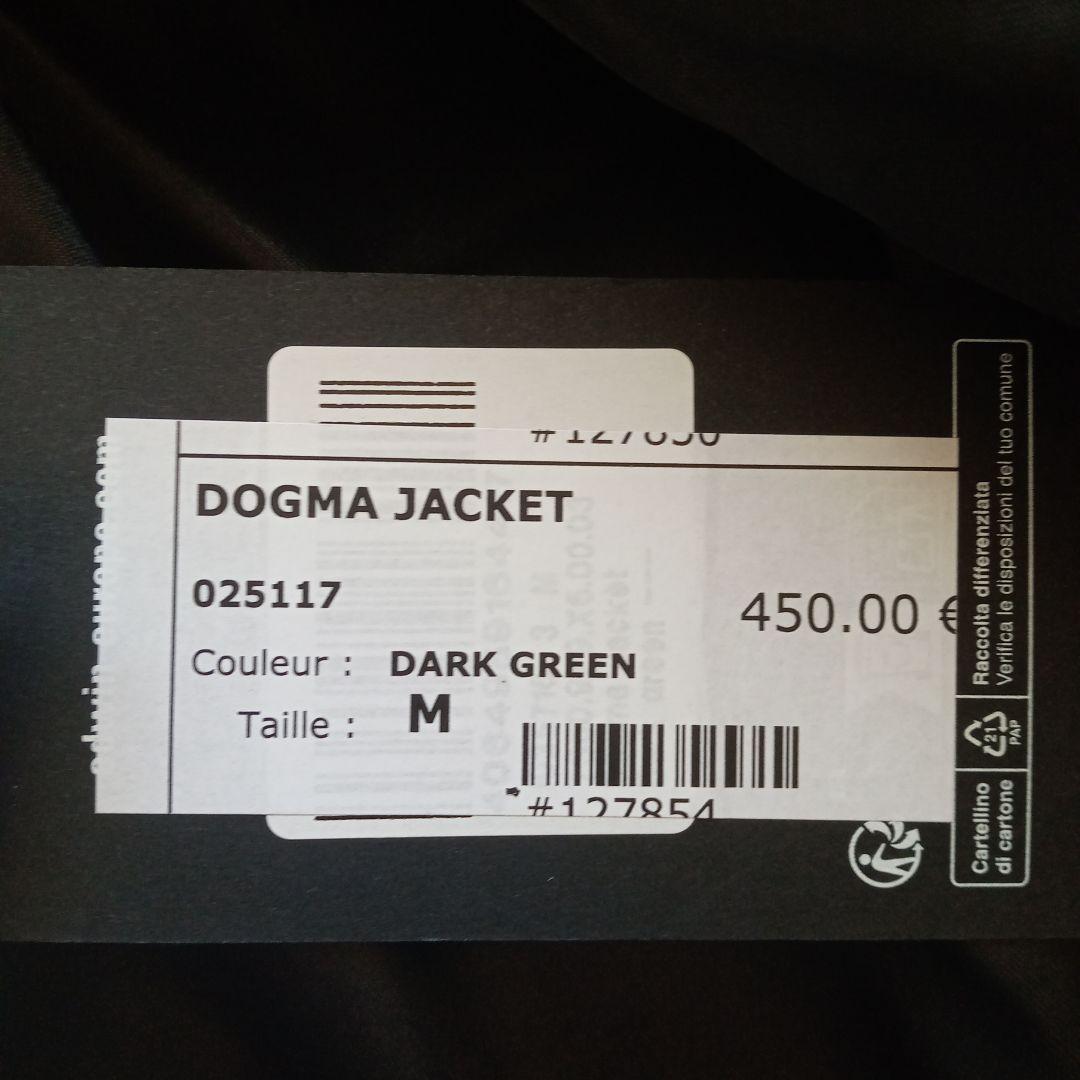 #127850
DOGMA JACKET
025117
450.00 €
Couleur : DARK GREEN
Taille : M
#127854
Raccolta differenziata
Verifica le disposizioni del tuo comune
21
PAP
Cartellino
di cartone